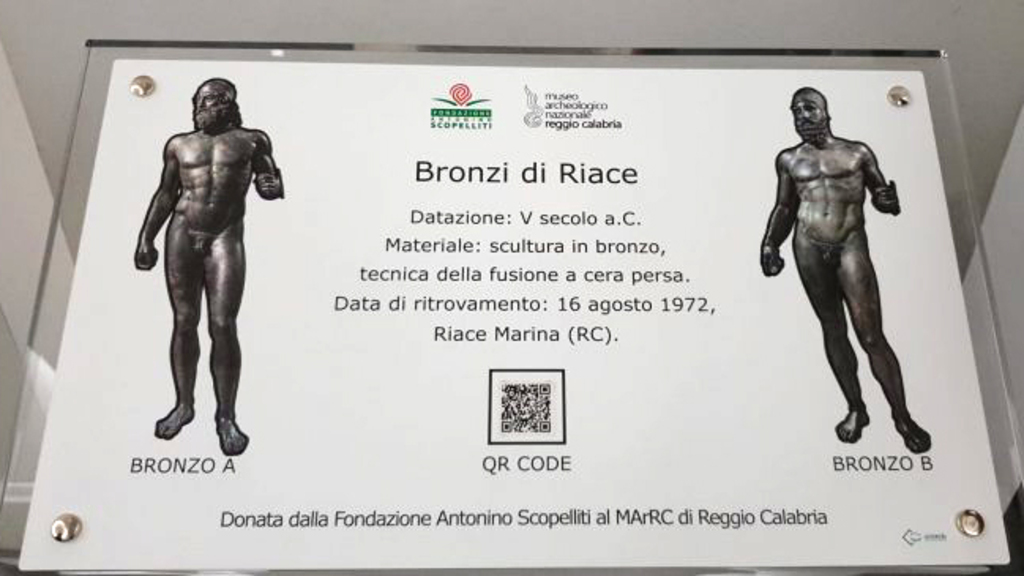 FONDAZIONE
ANTONINO
SCOPELLITI
museo
archeologico
nazionale
reggio calabria
Bronzi di Riace
Datazione: V secolo a.C.
Materiale: scultura in bronzo,
tecnica della fusione a cera persa.
Data di ritrovamento: 16 agosto 1972,
Riace Marina (RC).
BRONZO A
QR CODE
BRONZO B
Donata dalla Fondazione Antonino Scopelliti al MArRC di Reggio Calabria